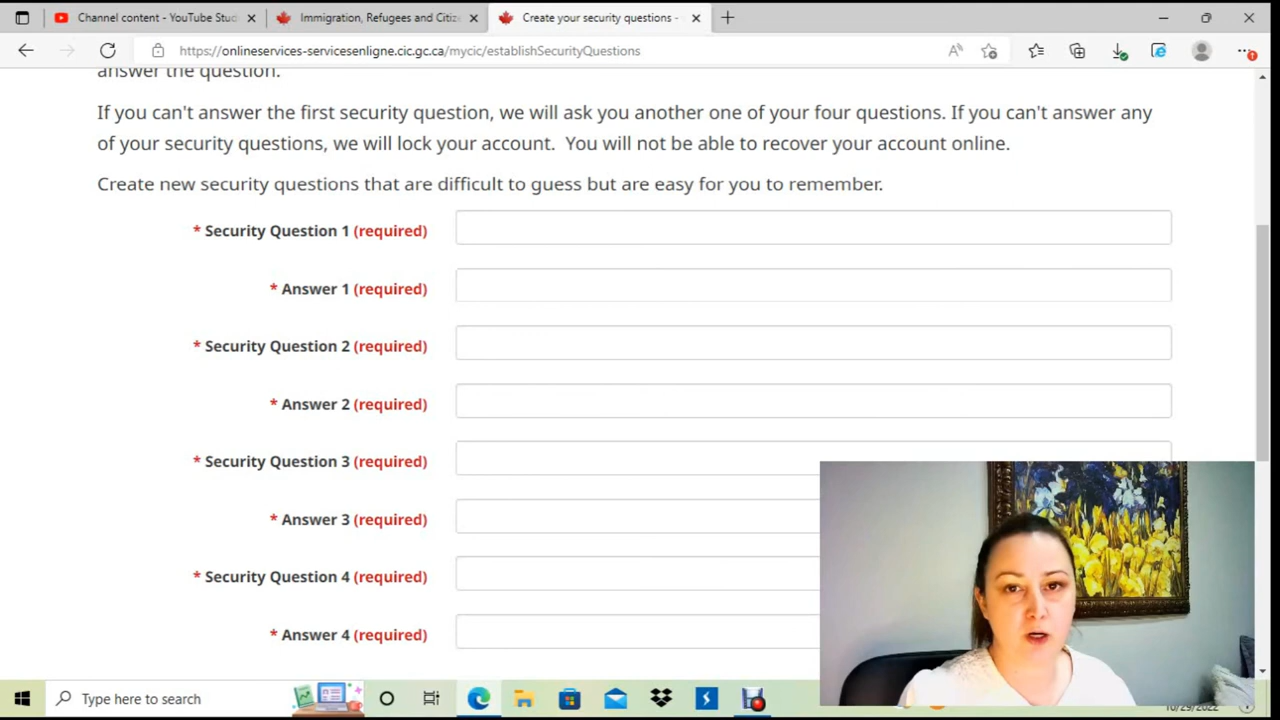 Channel content - YouTube Stud
Immigration, Refugees and Citize
Create your security questions -
https://onlineservices-servicesenligne.cic.gc.ca/mycic/establishSecurityQuestions
answer the question.
If you can't answer the first security question, we will ask you another one of your four questions. If you can't answer any
of your security questions, we will lock your account. You will not be able to recover your account online.
Create new security questions that are difficult to guess but are easy for you to remember.
* Security Question 1 (required)
* Answer 1 (required)
* Security Question 2 (required)
* Answer 2 (required)
* Security Question 3 (required)
* Answer 3 (required)
* Security Question 4 (required)
* Answer 4 (required)
Type here to search
10/29/2022